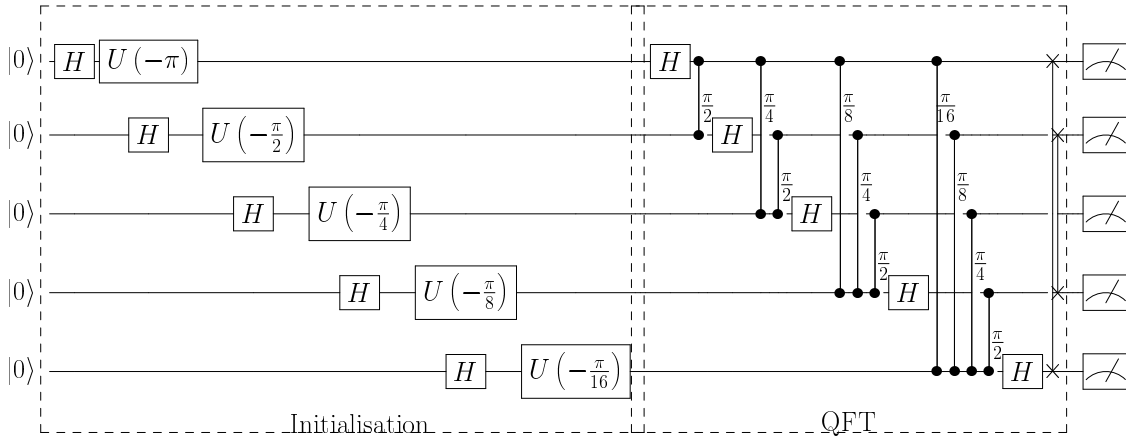 |0⟩ H U(−π) H π/2 π/4 π/8 π/16
|0⟩ H U(−π/2) H π/2 π/4 π/8
|0⟩ H U(−π/4) H π/2 π/4
|0⟩ H U(−π/8) H π/2
|0⟩ H U(−π/16) H
Initialisation QFT